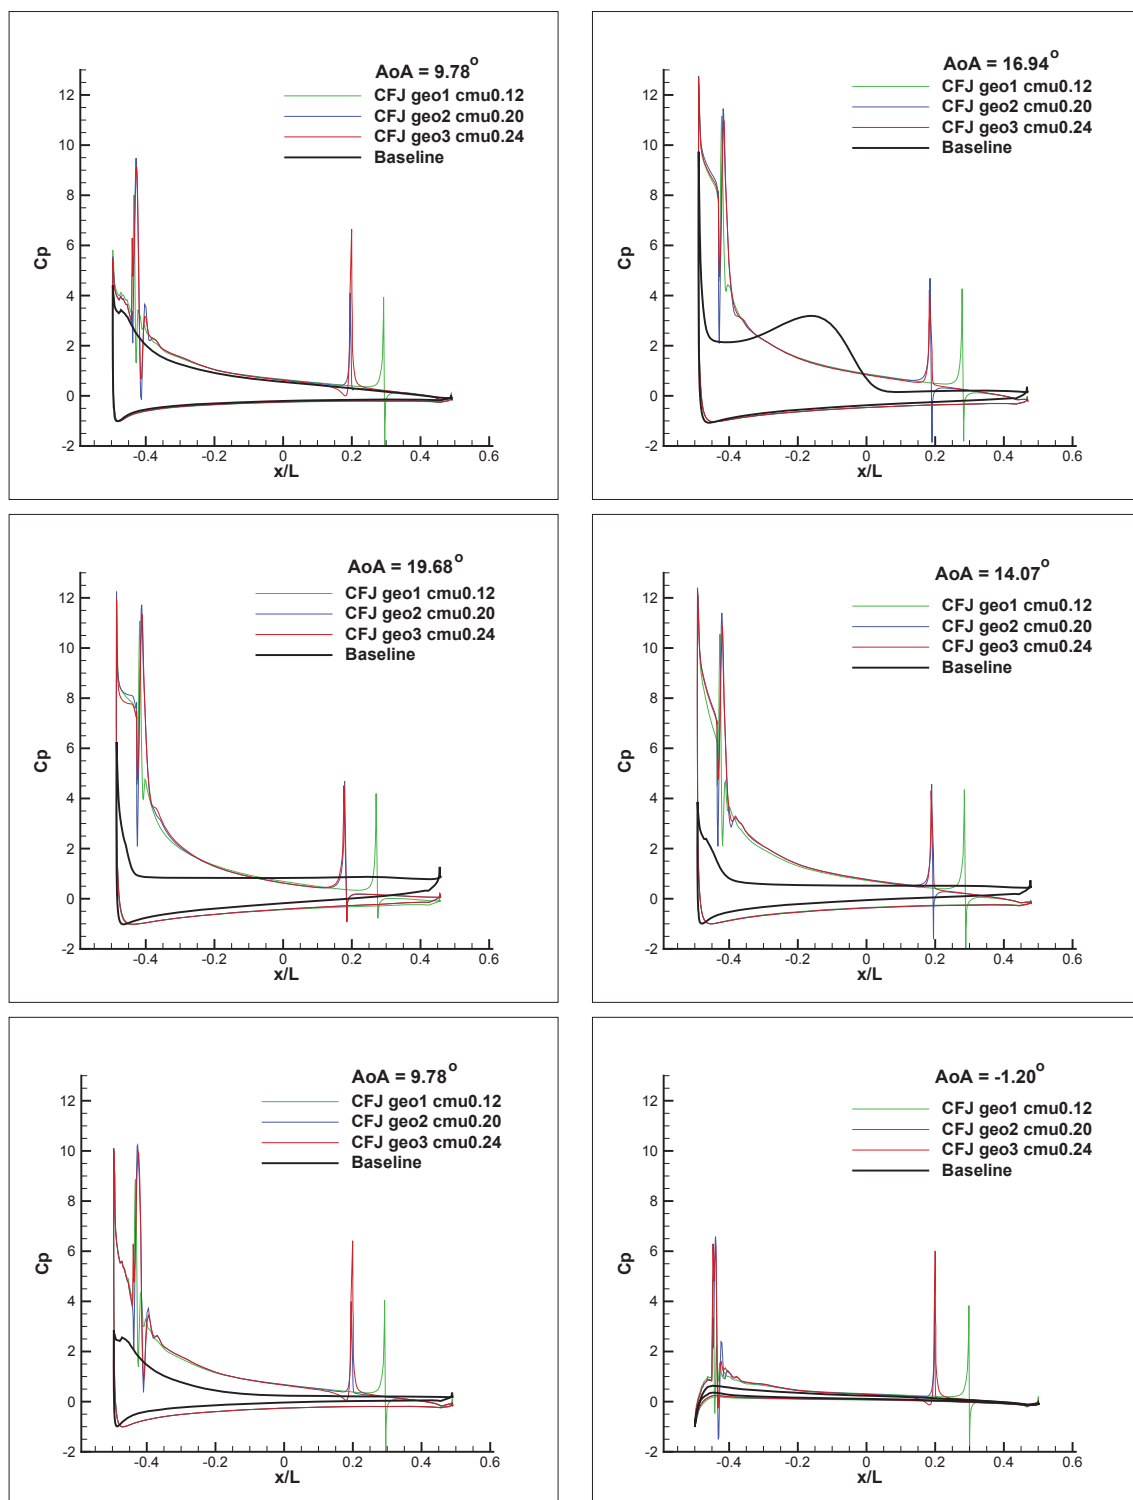 AoA = 9.78°
CFJ geo1 cmu0.12
CFJ geo2 cmu0.20
CFJ geo3 cmu0.24
Baseline
12
10
8
6
4
2
0
-2
Cp
-0.4 -0.2 0 0.2 0.4 0.6
x/L
AoA = 16.94°
CFJ geo1 cmu0.12
CFJ geo2 cmu0.20
CFJ geo3 cmu0.24
Baseline
12
10
8
6
4
2
0
-2
Cp
-0.4 -0.2 0 0.2 0.4 0.6
x/L
AoA = 19.68°
CFJ geo1 cmu0.12
CFJ geo2 cmu0.20
CFJ geo3 cmu0.24
Baseline
12
10
8
6
4
2
0
-2
Cp
-0.4 -0.2 0 0.2 0.4 0.6
x/L
AoA = 14.07°
CFJ geo1 cmu0.12
CFJ geo2 cmu0.20
CFJ geo3 cmu0.24
Baseline
12
10
8
6
4
2
0
-2
Cp
-0.4 -0.2 0 0.2 0.4 0.6
x/L
AoA = 9.78°
CFJ geo1 cmu0.12
CFJ geo2 cmu0.20
CFJ geo3 cmu0.24
Baseline
12
10
8
6
4
2
0
-2
Cp
-0.4 -0.2 0 0.2 0.4 0.6
x/L
AoA = -1.20°
CFJ geo1 cmu0.12
CFJ geo2 cmu0.20
CFJ geo3 cmu0.24
Baseline
12
10
8
6
4
2
0
-2
Cp
-0.4 -0.2 0 0.2 0.4 0.6
x/L